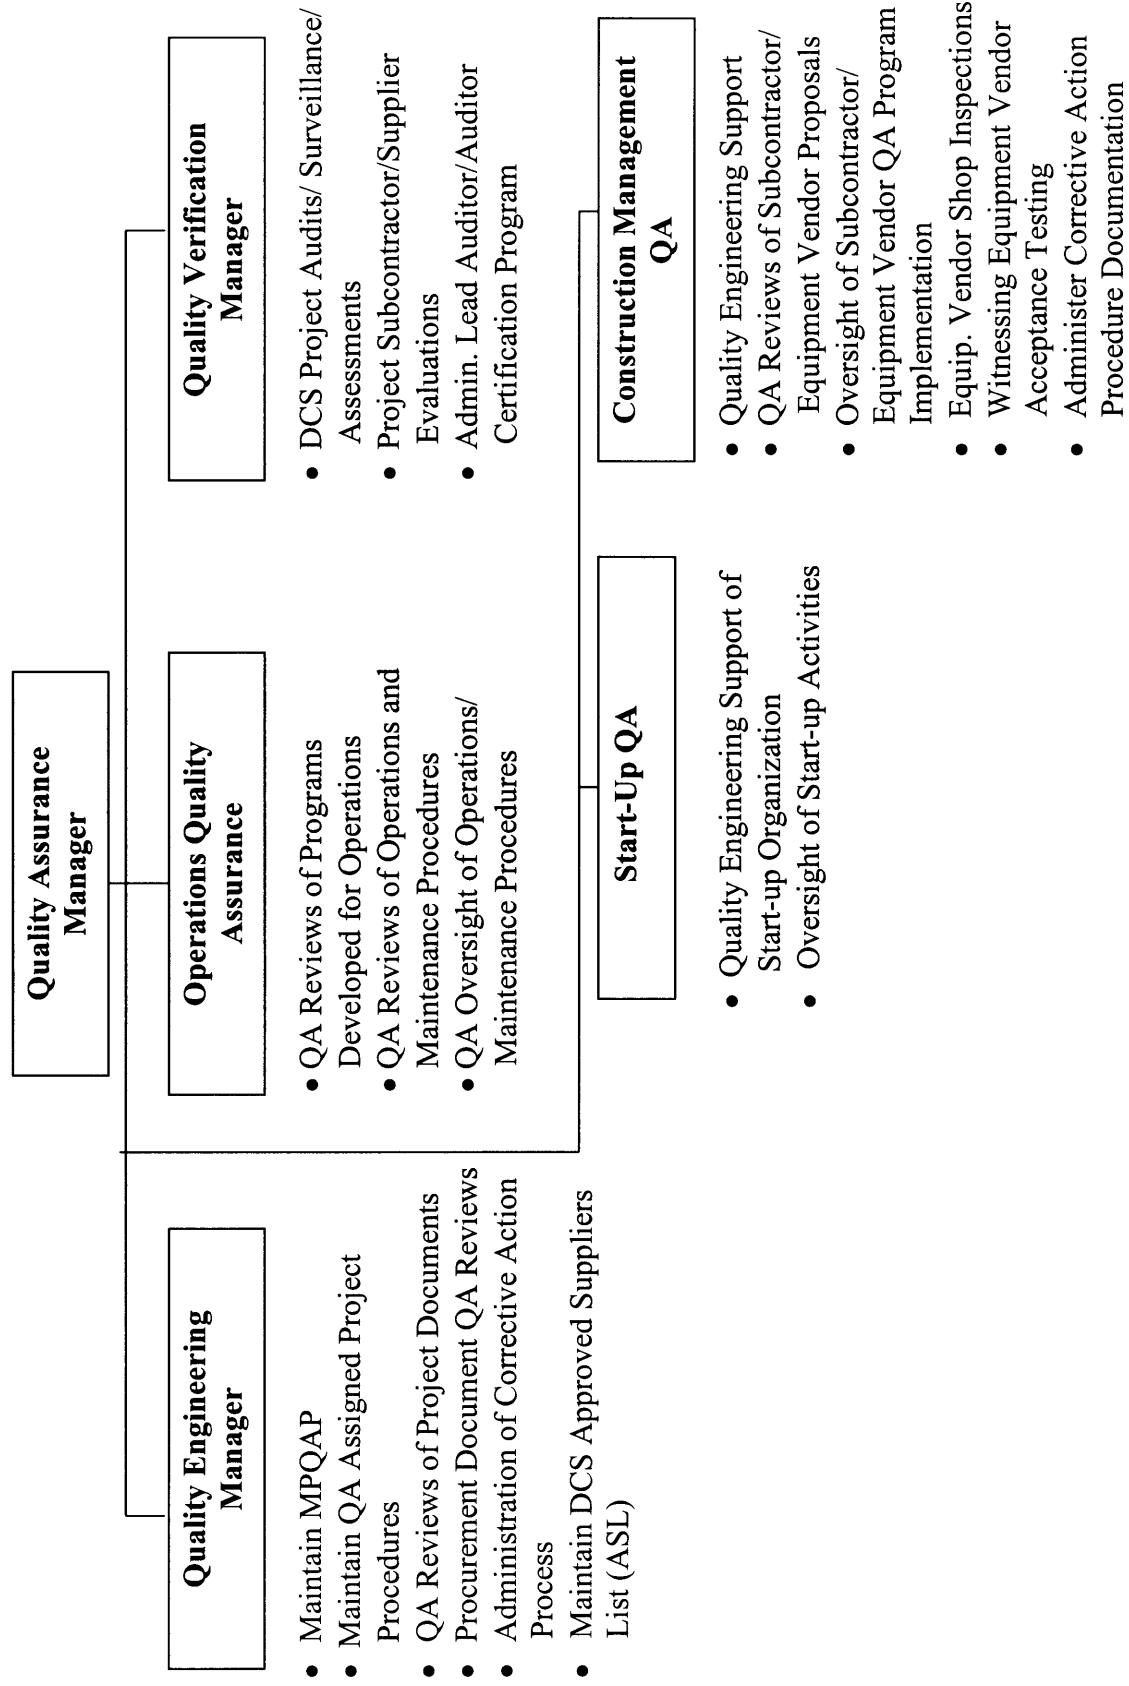 Quality Assurance
Manager
Quality Engineering
Manager
• Maintain MPQAP
• Maintain QA Assigned Project
Procedures
• QA Reviews of Project Documents
• Procurement Document QA Reviews
• Administration of Corrective Action
Process
• Maintain DCS Approved Suppliers
List (ASL)
Operations Quality
Assurance
• QA Reviews of Programs
Developed for Operations
• QA Reviews of Operations and
Maintenance Procedures
• QA Oversight of Operations/
Maintenance Procedures
Quality Verification
Manager
• DCS Project Audits/ Surveillance/
Assessments
• Project Subcontractor/Supplier
Evaluations
• Admin. Lead Auditor/Auditor
Certification Program
Start-Up QA
• Quality Engineering Support of
Start-up Organization
• Oversight of Start-up Activities
Construction Management
QA
• Quality Engineering Support
• QA Reviews of Subcontractor/
Equipment Vendor Proposals
• Oversight of Subcontractor/
Equipment Vendor QA Program
Implementation
• Equip. Vendor Shop Inspections
• Witnessing Equipment Vendor
Acceptance Testing
• Administer Corrective Action
Procedure Documentation